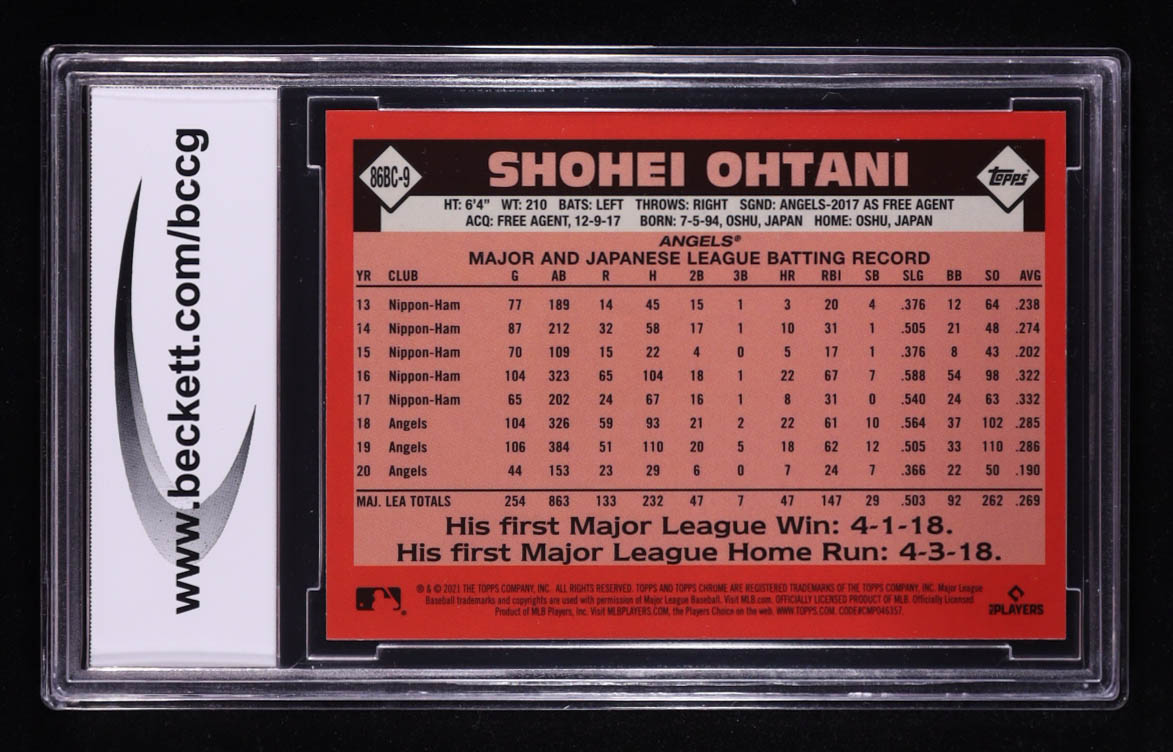 www.beckett.com/bccg
86BC-9 SHOHEI OHTANI Topps
HT: 6'4" WT: 210 BATS: LEFT THROWS: RIGHT SGND: ANGELS-2017 AS FREE AGENT
ACQ: FREE AGENT, 12-9-17 BORN: 7-5-94, OSHU, JAPAN HOME: OSHU, JAPAN
ANGELS®
MAJOR AND JAPANESE LEAGUE BATTING RECORD
YR CLUB G AB R H 2B 3B HR RBI SB SLG BB SO AVG
13 Nippon-Ham 77 189 14 45 15 1 3 20 4 .376 12 64 .238
14 Nippon-Ham 87 212 32 58 17 1 10 31 1 .505 21 48 .274
15 Nippon-Ham 70 109 15 22 4 0 5 17 1 .376 8 43 .202
16 Nippon-Ham 104 323 65 104 18 1 22 67 7 .588 54 98 .322
17 Nippon-Ham 65 202 24 67 16 1 8 31 0 .540 24 63 .332
18 Angels 104 326 59 93 21 2 22 61 10 .564 37 102 .285
19 Angels 106 384 51 110 20 5 18 62 12 .505 33 110 .286
20 Angels 44 153 23 29 6 0 7 24 7 .366 22 50 .190
MAJ. LEA TOTALS 254 863 133 232 47 7 47 147 29 .503 92 262 .269
His first Major League Win: 4-1-18.
His first Major League Home Run: 4-3-18.
® & © 2021 THE TOPPS COMPANY, INC. ALL RIGHTS RESERVED. TOPPS AND TOPPS CHROME ARE REGISTERED TRADEMARKS OF THE TOPPS COMPANY, INC. Major League
Baseball trademarks and copyrights are used with permission of Major League Baseball. Visit MLB.com. OFFICIALLY LICENSED PRODUCT OF MLB. Officially Licensed
Product of MLB Players, Inc. Visit MLBPLAYERS.COM, the Players Choice on the web. WWW.TOPPS.COM. CODE#CMP046357.
PLAYERS